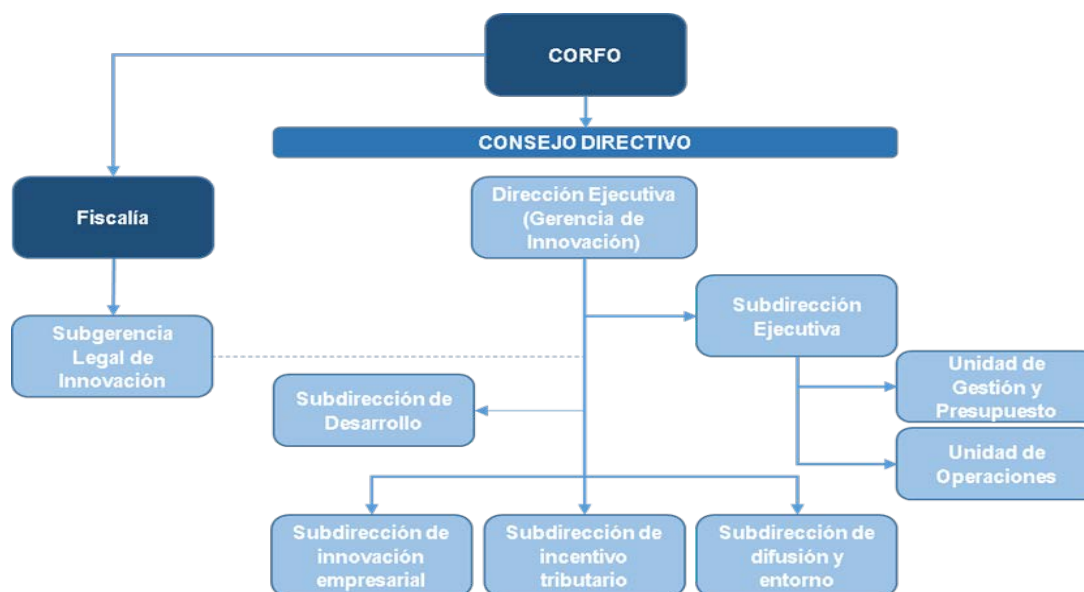 CORFO
CONSEJO DIRECTIVO
Fiscalía
Dirección Ejecutiva
(Gerencia de
Innovación)
Subgerencia
Legal de
Innovación
Subdirección
Ejecutiva
Subdirección de
Desarrollo
Unidad de
Gestión y
Presupuesto
Unidad de
Operaciones
Subdirección de
innovación
empresarial
Subdirección de
incentivo
tributario
Subdirección de
difusión y
entorno